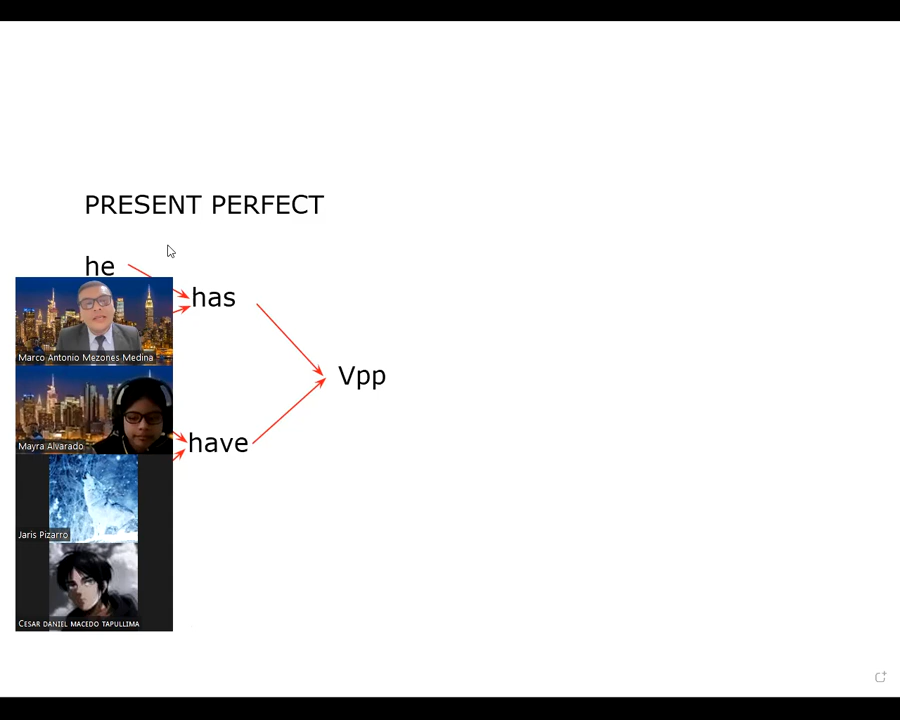 PRESENT PERFECT
he
has
Vpp
have
Marco Antonio Mezones Medina
Mayra Alvarado
Jaris Pizarro
CESAR DANIEL MACEDO TAPULLIMA